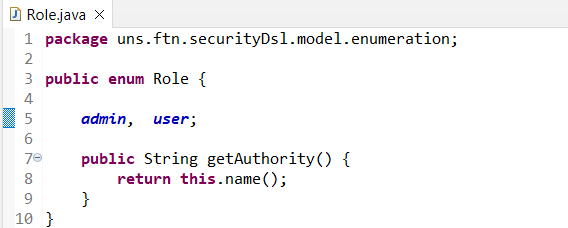 Role.java
1 package uns.ftn.securityDsl.model.enumeration;
2
3 public enum Role {
4
5     admin,  user;
6
7     public String getAuthority() {
8         return this.name();
9     }
10 }